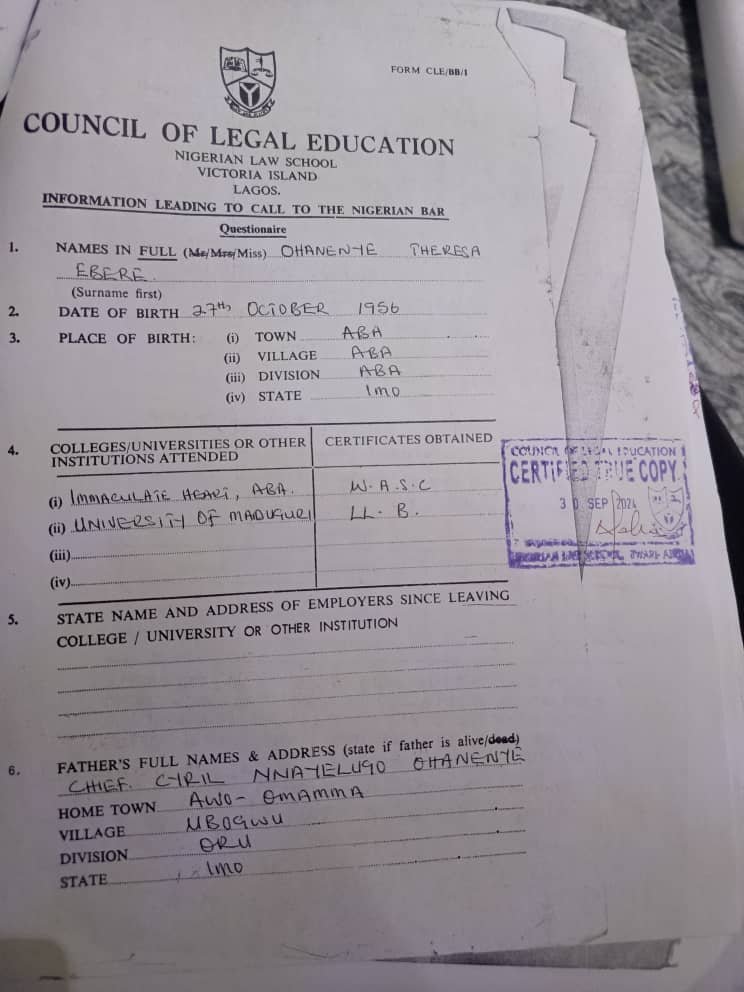 FORM CLE/BB/1
COUNCIL OF LEGAL EDUCATION
NIGERIAN LAW SCHOOL
VICTORIA ISLAND
LAGOS.
INFORMATION LEADING TO CALL TO THE NIGERIAN BAR
Questionaire
1. NAMES IN FULL (Mr/Mrs/Miss) OHANENYE THERESA
EBERE.
(Surname first)
2. DATE OF BIRTH 27th OCTOBER 1956
3. PLACE OF BIRTH: (i) TOWN ABA
(ii) VILLAGE ABA
(iii) DIVISION ABA
(iv) STATE Imo
4. COLLEGES/UNIVERSITIES OR OTHER INSTITUTIONS ATTENDED
CERTIFICATES OBTAINED
(i) IMMACULATE HEART, ABA. W.A.S.C
(ii) UNIVERSITY OF MADUGURI LL.B.
(iii)
(iv)
COUNCIL OF LEGAL EDUCATION
CERTIFIED TRUE COPY
30 SEP 2024
5. STATE NAME AND ADDRESS OF EMPLOYERS SINCE LEAVING
COLLEGE / UNIVERSITY OR OTHER INSTITUTION
6. FATHER'S FULL NAMES & ADDRESS (state if father is alive/dead)
CHIEF. CYRIL NNAYELUGO OHANENYE
HOME TOWN AWO-OMAMMA
VILLAGE UBOGWU
DIVISION ORU
STATE Imo